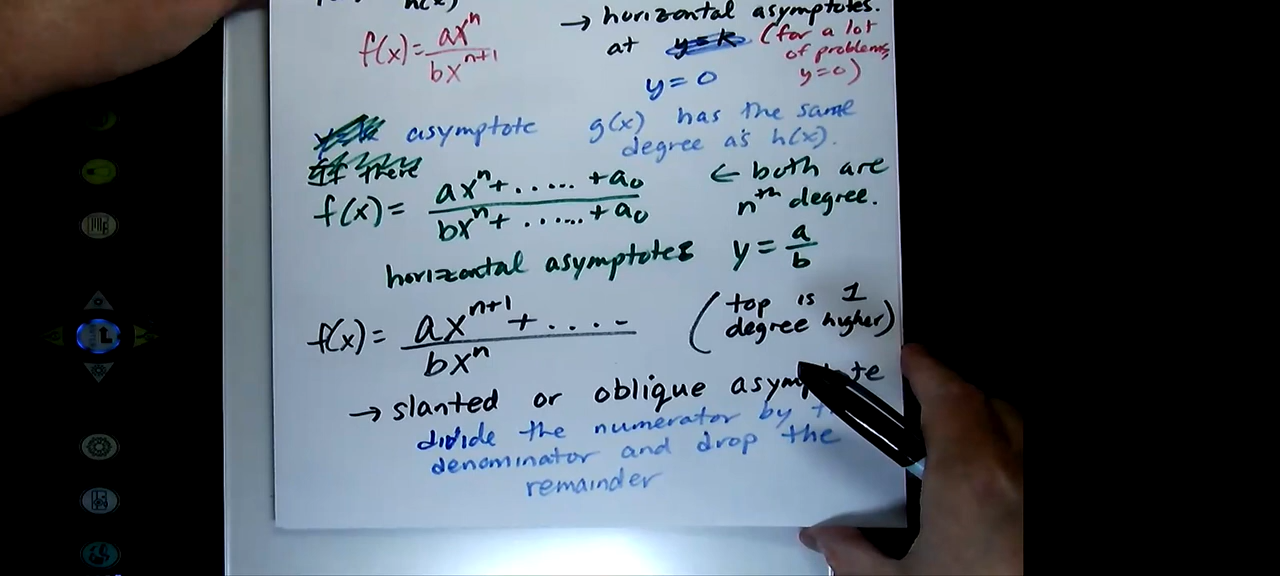 h(x)
→ horizontal asymptotes.
f(x) = ax^n / bx^(n+1)
at y=k (for a lot of problems, y=0)
y = 0
asymptote g(x) has the same
degree as h(x).
If there
f(x) = ax^n + ...... + a₀ / bx^n + ...... + a₀
← both are
nth degree.
horizontal asymptotes y = a/b
f(x) = ax^(n+1) + .... / bx^n
(top is 1
degree higher)
→ slanted or oblique asymptote
divide the numerator by
denominator and drop the
remainder